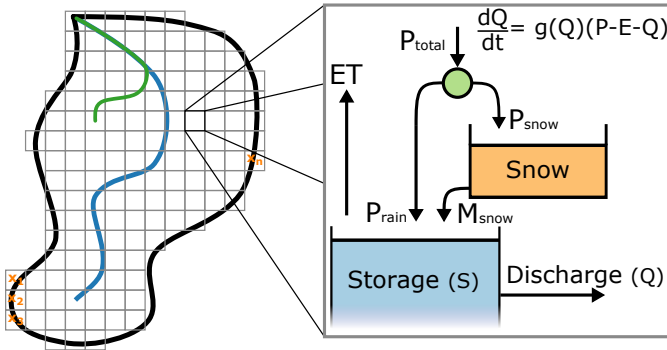 P_total
dQ/dt = g(Q)(P-E-Q)
ET
P_snow
x_n
Snow
P_rain
M_snow
x_1
x_2
x_3
Storage (S)
Discharge (Q)